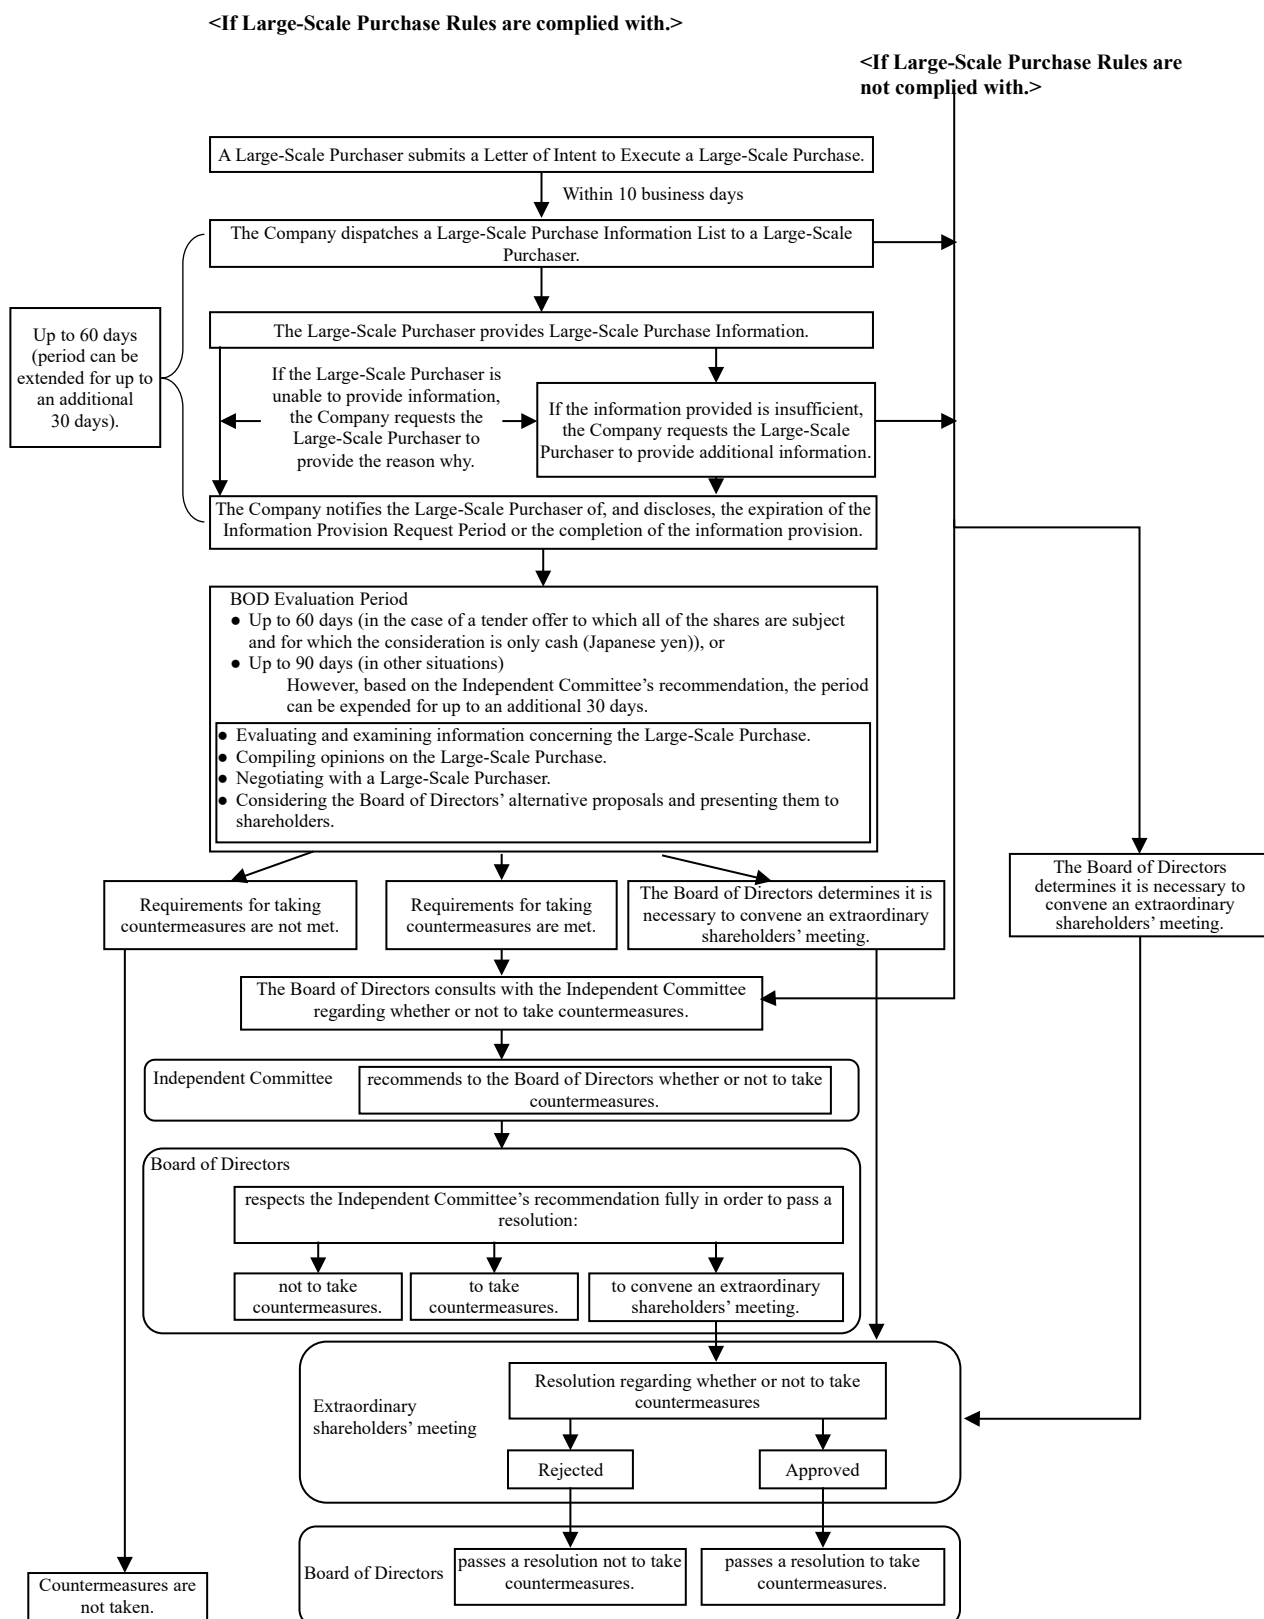 <If Large-Scale Purchase Rules are complied with.>
<If Large-Scale Purchase Rules are
not complied with.>
A Large-Scale Purchaser submits a Letter of Intent to Execute a Large-Scale Purchase.
Within 10 business days
The Company dispatches a Large-Scale Purchase Information List to a Large-Scale
Purchaser.
Up to 60 days
(period can be
extended for up to
an additional
30 days).
The Large-Scale Purchaser provides Large-Scale Purchase Information.
If the Large-Scale Purchaser is
unable to provide information,
the Company requests the
Large-Scale Purchaser to
provide the reason why.
If the information provided is insufficient,
the Company requests the Large-Scale
Purchaser to provide additional information.
The Company notifies the Large-Scale Purchaser of, and discloses, the expiration of the
Information Provision Request Period or the completion of the information provision.
BOD Evaluation Period
● Up to 60 days (in the case of a tender offer to which all of the shares are subject
and for which the consideration is only cash (Japanese yen)), or
● Up to 90 days (in other situations)
However, based on the Independent Committee’s recommendation, the period
can be expended for up to an additional 30 days.
● Evaluating and examining information concerning the Large-Scale Purchase.
● Compiling opinions on the Large-Scale Purchase.
● Negotiating with a Large-Scale Purchaser.
● Considering the Board of Directors’ alternative proposals and presenting them to
shareholders.
Requirements for taking
countermeasures are not met.
Requirements for taking
countermeasures are met.
The Board of Directors determines it is
necessary to convene an extraordinary
shareholders’ meeting.
The Board of Directors
determines it is necessary to
convene an extraordinary
shareholders’ meeting.
The Board of Directors consults with the Independent Committee
regarding whether or not to take countermeasures.
Independent Committee
recommends to the Board of Directors whether or not to take
countermeasures.
Board of Directors
respects the Independent Committee’s recommendation fully in order to pass a
resolution:
not to take
countermeasures.
to take
countermeasures.
to convene an extraordinary
shareholders’ meeting.
Extraordinary
shareholders’ meeting
Resolution regarding whether or not to take
countermeasures
Rejected
Approved
Board of Directors
passes a resolution not to take
countermeasures.
passes a resolution to take
countermeasures.
Countermeasures are
not taken.